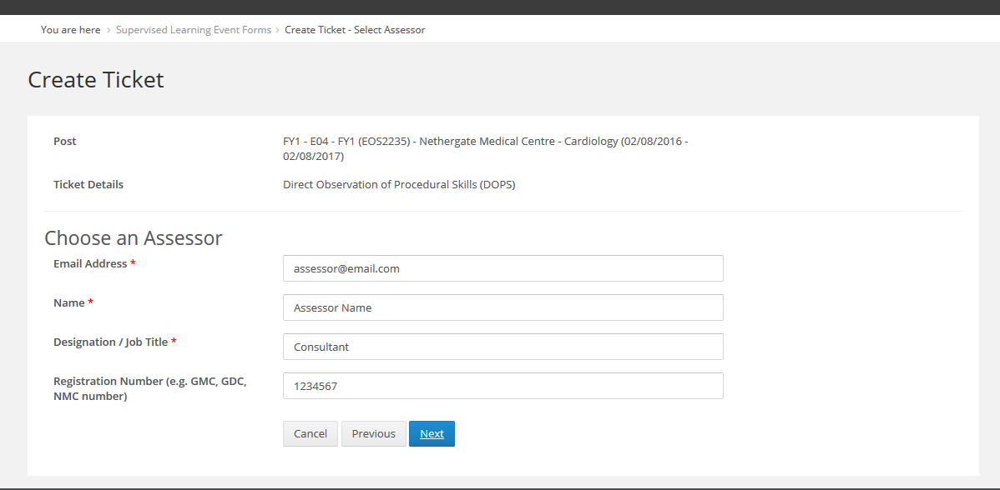 You are here › Supervised Learning Event Forms › Create Ticket - Select Assessor
Create Ticket
Post
FY1 - E04 - FY1 (EOS2235) - Nethergate Medical Centre - Cardiology (02/08/2016 -
02/08/2017)
Ticket Details
Direct Observation of Procedural Skills (DOPS)
Choose an Assessor
Email Address *
assessor@email.com
Name *
Assessor Name
Designation / Job Title *
Consultant
Registration Number (e.g. GMC, GDC,
NMC number)
1234567
Cancel Previous Next